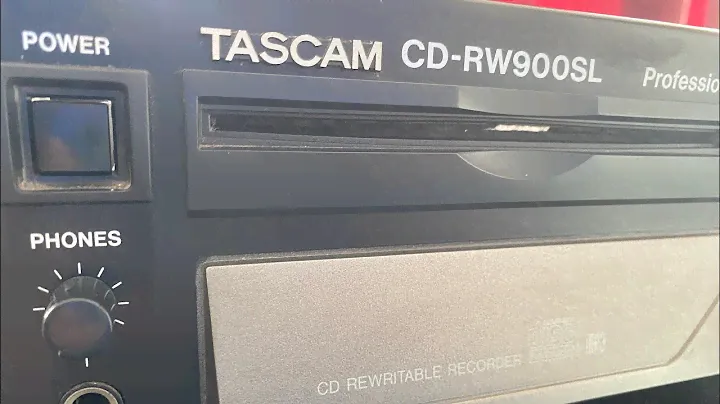 POWER
TASCAM CD-RW900SL Professio
PHONES
CD REWRITABLE RECORDER